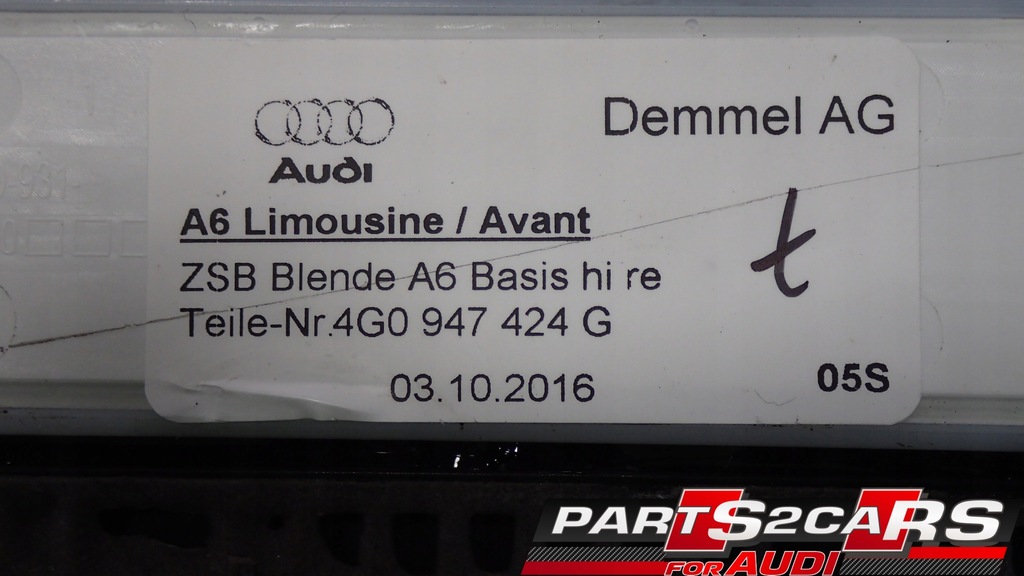 Demmel AG
Audi
A6 Limousine / Avant
ZSB Blende A6 Basis hi re
Teile-Nr.4G0 947 424 G
t
03.10.2016
05S
PARTS2CARS
FOR AUDI